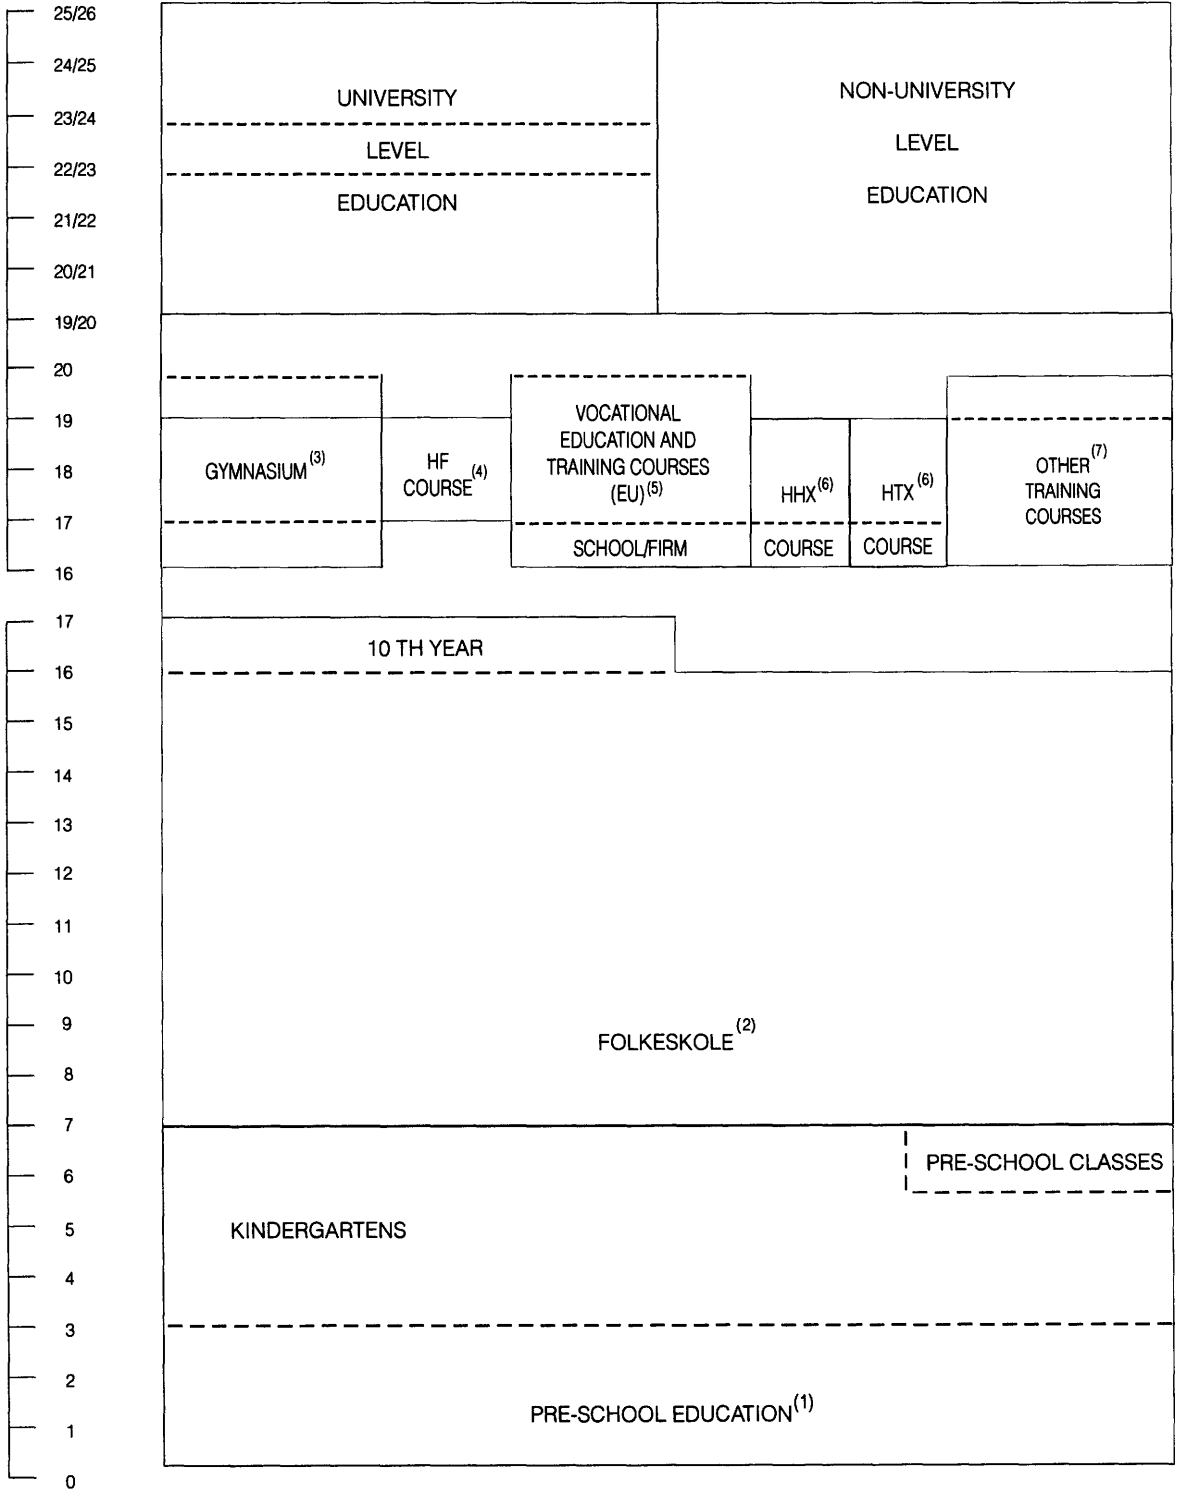 25/26
24/25
23/24
22/23
21/22
20/21
19/20
20
19
18
17
16
17
16
15
14
13
12
11
10
9
8
7
6
5
4
3
2
1
0
UNIVERSITY
LEVEL
EDUCATION
NON-UNIVERSITY
LEVEL
EDUCATION
GYMNASIUM(3)
HF
COURSE(4)
VOCATIONAL
EDUCATION AND
TRAINING COURSES
(EU)(5)
SCHOOL/FIRM
HHX(6)
COURSE
HTX(6)
COURSE
OTHER(7)
TRAINING
COURSES
10 TH YEAR
FOLKESKOLE(2)
PRE-SCHOOL CLASSES
KINDERGARTENS
PRE-SCHOOL EDUCATION(1)